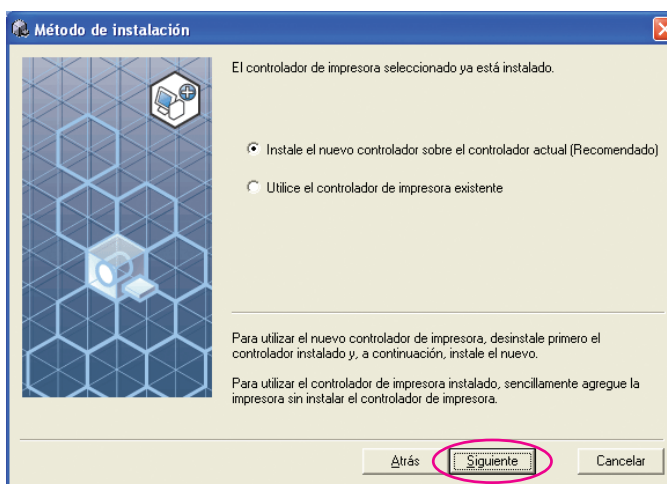 Método de instalación
El controlador de impresora seleccionado ya está instalado.
Instale el nuevo controlador sobre el controlador actual (Recomendado)
Utilice el controlador de impresora existente
Para utilizar el nuevo controlador de impresora, desinstale primero el
controlador instalado y, a continuación, instale el nuevo.
Para utilizar el controlador de impresora instalado, sencillamente agregue la
impresora sin instalar el controlador de impresora.
Atrás Siguiente Cancelar